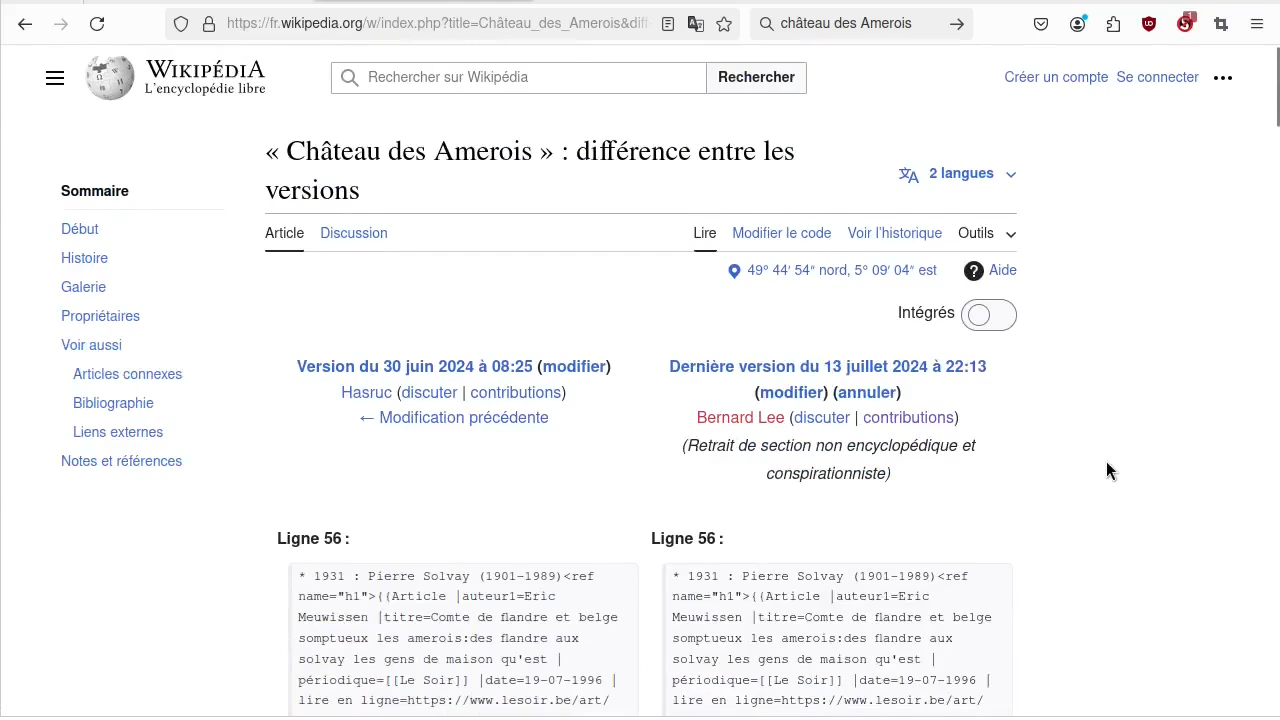 https://fr.wikipedia.org/w/index.php?title=Château_des_Amerois&diff
château des Amerois
1
WIKIPÉDIA
L'encyclopédie libre
Rechercher sur Wikipédia
Rechercher
Créer un compte Se connecter
« Château des Amerois » : différence entre les
versions
2 langues
Sommaire
Début
Histoire
Galerie
Propriétaires
Voir aussi
Articles connexes
Bibliographie
Liens externes
Notes et références
Article Discussion
Lire Modifier le code Voir l'historique Outils
49° 44′ 54″ nord, 5° 09′ 04″ est
? Aide
Intégrés
Version du 30 juin 2024 à 08:25 (modifier)
Hasruc (discuter | contributions)
← Modification précédente
Dernière version du 13 juillet 2024 à 22:13
(modifier) (annuler)
Bernard Lee (discuter | contributions)
(Retrait de section non encyclopédique et
conspirationniste)
Ligne 56 :
* 1931 : Pierre Solvay (1901-1989)<ref
name="h1">{{Article |auteur1=Eric
Meuwissen |titre=Comte de flandre et belge
somptueux les amerois:des flandre aux
solvay les gens de maison qu'est |
périodique=[[Le Soir]] |date=19-07-1996 |
lire en ligne=https://www.lesoir.be/art/
Ligne 56 :
* 1931 : Pierre Solvay (1901-1989)<ref
name="h1">{{Article |auteur1=Eric
Meuwissen |titre=Comte de flandre et belge
somptueux les amerois:des flandre aux
solvay les gens de maison qu'est |
périodique=[[Le Soir]] |date=19-07-1996 |
lire en ligne=https://www.lesoir.be/art/